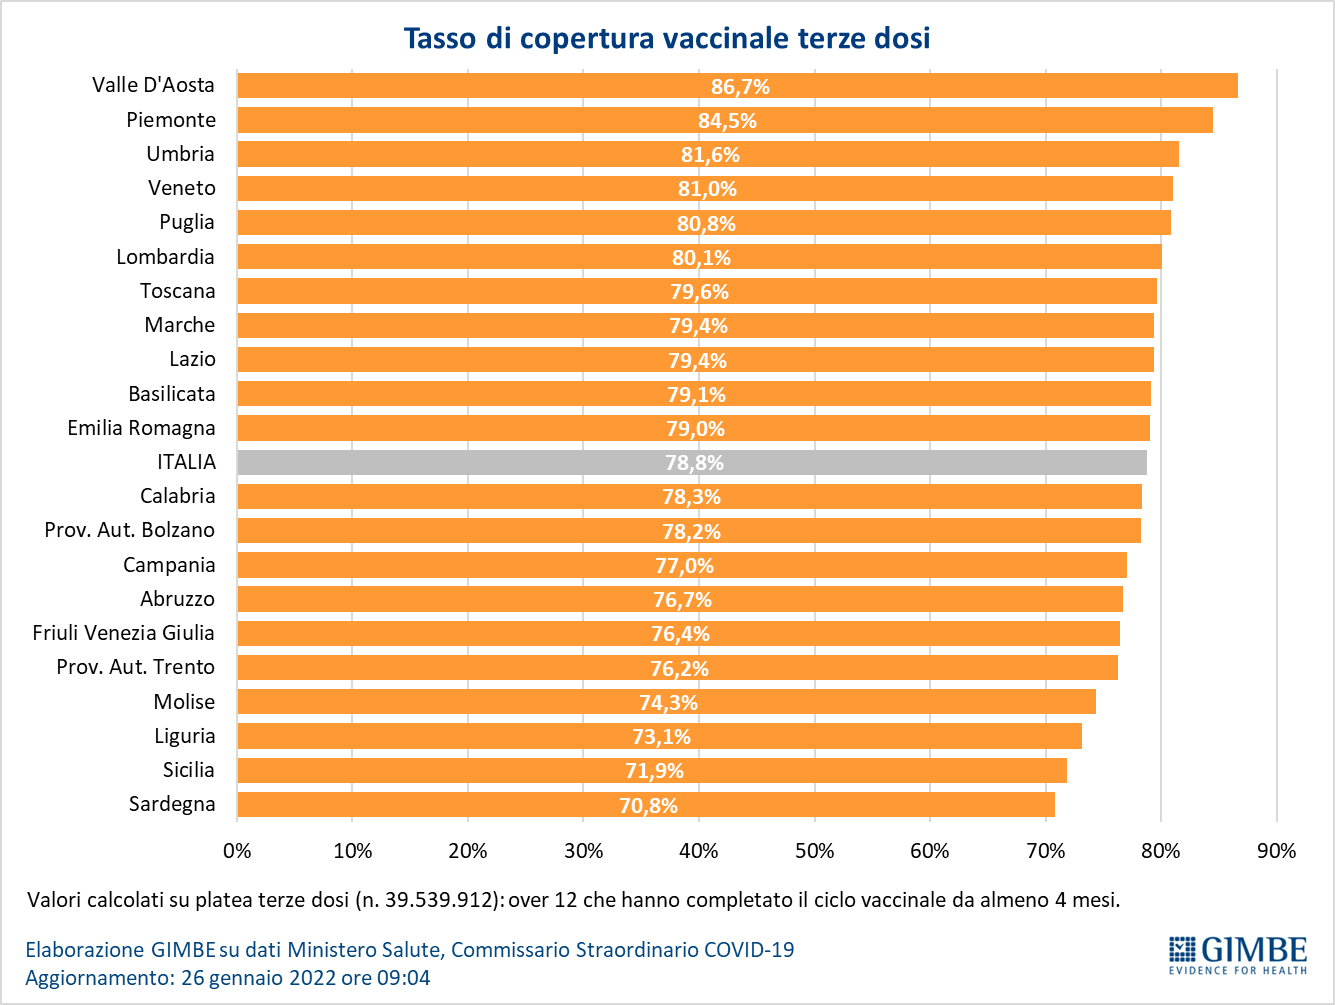 Tasso di copertura vaccinale terze dosi
Valle D'Aosta 86,7%
Piemonte 84,5%
Umbria 81,6%
Veneto 81,0%
Puglia 80,8%
Lombardia 80,1%
Toscana 79,6%
Marche 79,4%
Lazio 79,4%
Basilicata 79,1%
Emilia Romagna 79,0%
ITALIA 78,8%
Calabria 78,3%
Prov. Aut. Bolzano 78,2%
Campania 77,0%
Abruzzo 76,7%
Friuli Venezia Giulia 76,4%
Prov. Aut. Trento 76,2%
Molise 74,3%
Liguria 73,1%
Sicilia 71,9%
Sardegna 70,8%
0% 10% 20% 30% 40% 50% 60% 70% 80% 90%
Valori calcolati su platea terze dosi (n. 39.539.912): over 12 che hanno completato il ciclo vaccinale da almeno 4 mesi.
Elaborazione GIMBE su dati Ministero Salute, Commissario Straordinario COVID-19
Aggiornamento: 26 gennaio 2022 ore 09:04
GIMBE
EVIDENCE FOR HEALTH